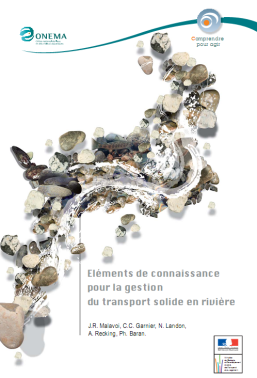 ONEMA
Comprendre
pour agir
Eléments de connaissance
pour la gestion
du transport solide en rivière
J.R. Malavoi, C.C. Garnier, N. Landon,
A. Recking, Ph. Baran.